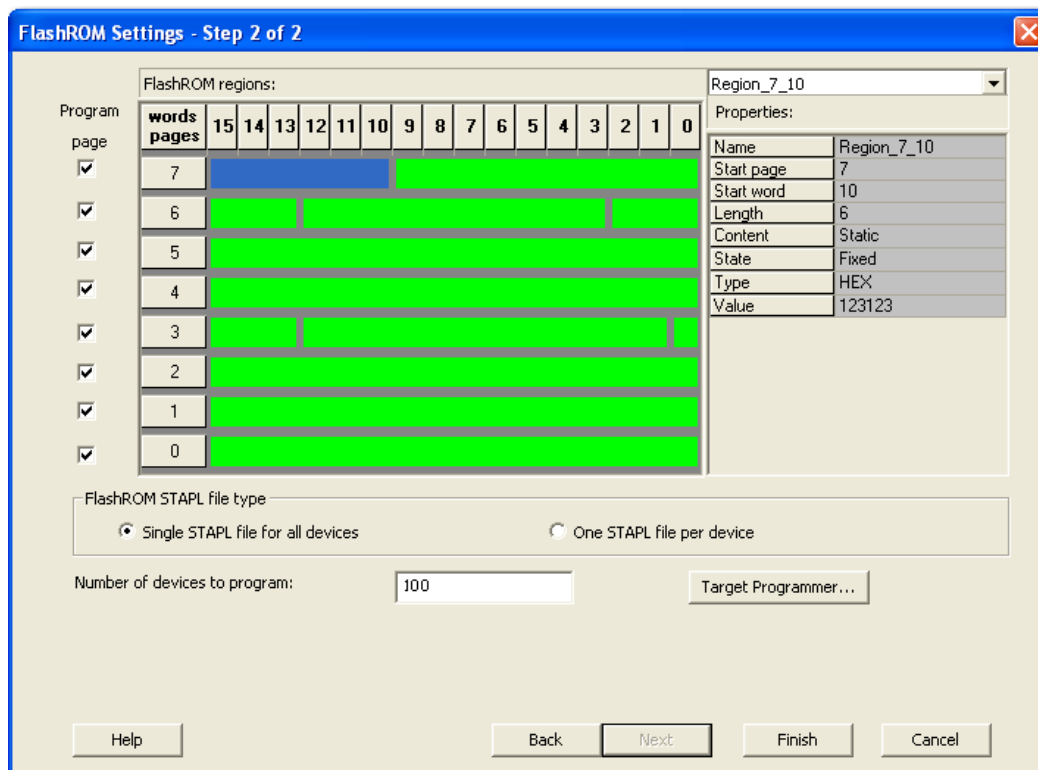 FlashROM Settings - Step 2 of 2
FlashROM regions:
Region_7_10
Program page
words pages 15 14 13 12 11 10 9 8 7 6 5 4 3 2 1 0
7
6
5
4
3
2
1
0
Properties:
Name Region_7_10
Start page 7
Start word 10
Length 6
Content Static
State Fixed
Type HEX
Value 123123
FlashROM STAPL file type
Single STAPL file for all devices One STAPL file per device
Number of devices to program: 100 Target Programmer...
Help Back Next Finish Cancel